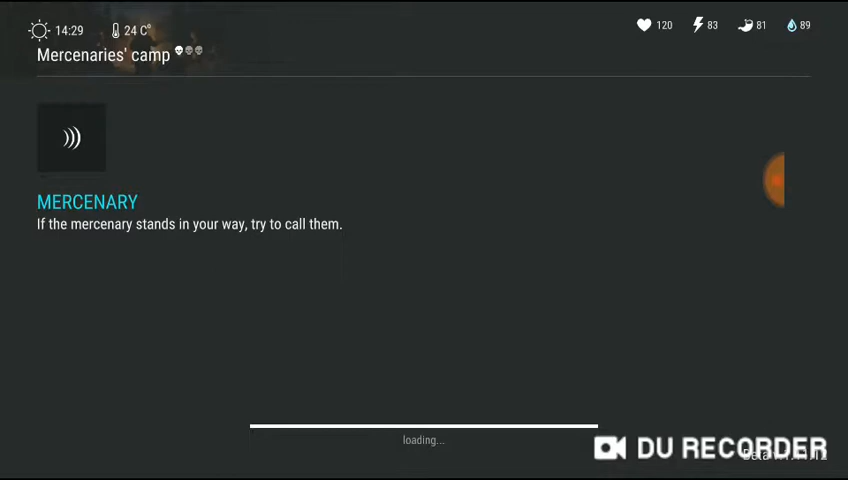 14:29 24 C°
120 83 81 89
Mercenaries' camp
MERCENARY
If the mercenary stands in your way, try to call them.
loading...
DU RECORDER